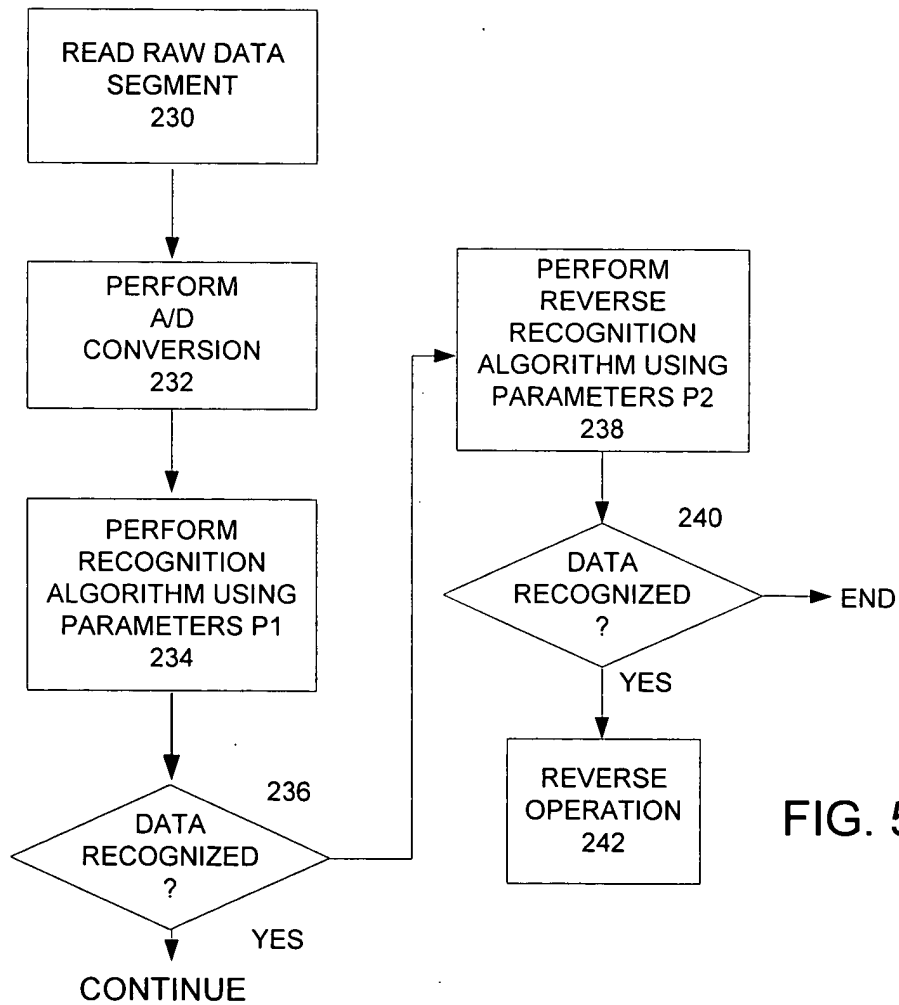 READ RAW DATA
SEGMENT
230
PERFORM
A/D
CONVERSION
232
PERFORM
RECOGNITION
ALGORITHM USING
PARAMETERS P1
234
236
DATA
RECOGNIZED
?
YES
CONTINUE
PERFORM
REVERSE
RECOGNITION
ALGORITHM USING
PARAMETERS P2
238
240
DATA
RECOGNIZED
?
END
YES
REVERSE
OPERATION
242
FIG. 5